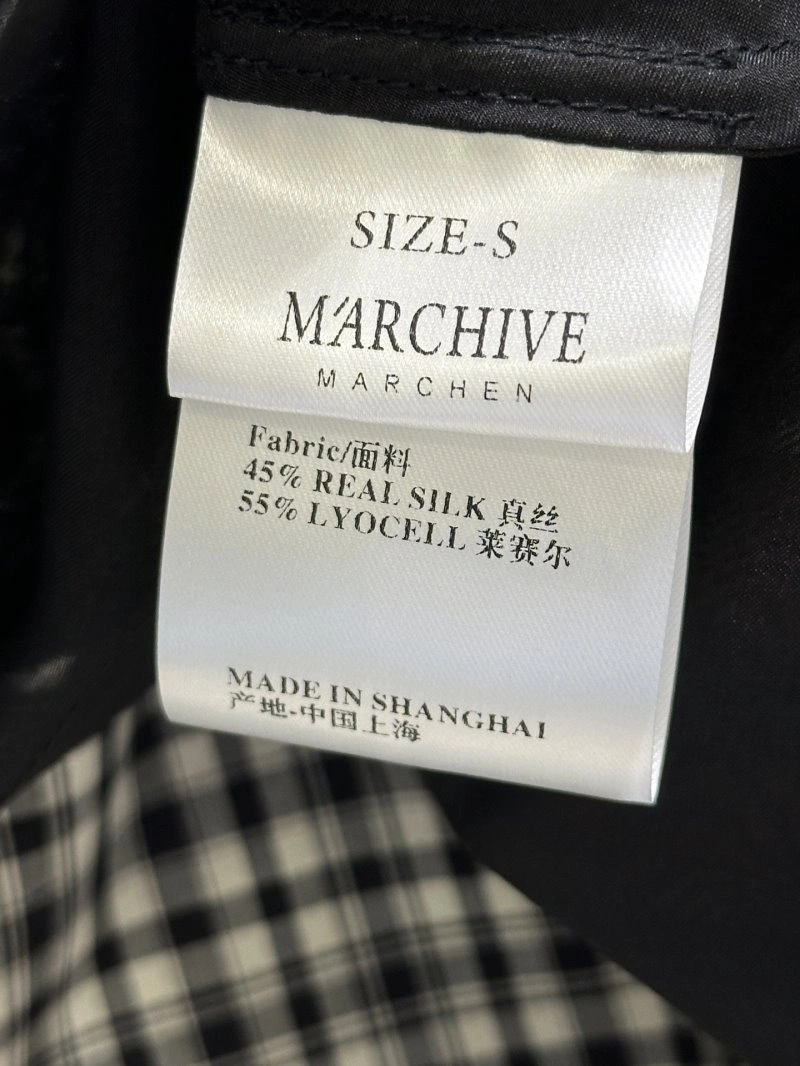 SIZE-S
M'ARCHIVE
MARCHEN
Fabric/面料
45% REAL SILK 真丝
55% LYOCELL 莱赛尔
MADE IN SHANGHAI
产地-中国上海